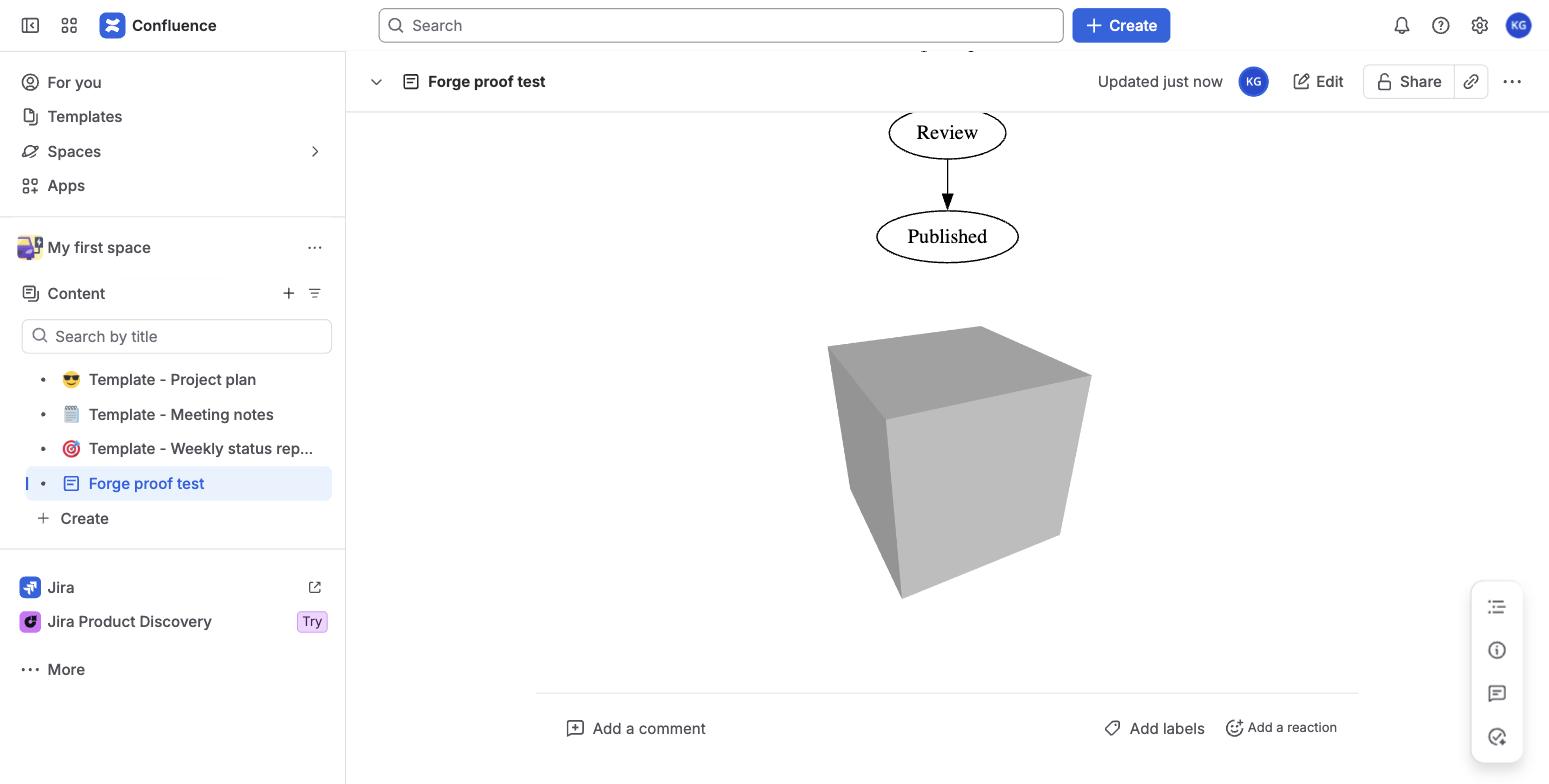 Confluence
Search
Create
KG
For you
Templates
Spaces
Apps
My first space
Content
Search by title
Template - Project plan
Template - Meeting notes
Template - Weekly status rep...
Forge proof test
Create
Jira
Jira Product Discovery
Try
More
Forge proof test
Updated just now
KG
Edit
Share
Review
Published
Add a comment
Add labels
Add a reaction